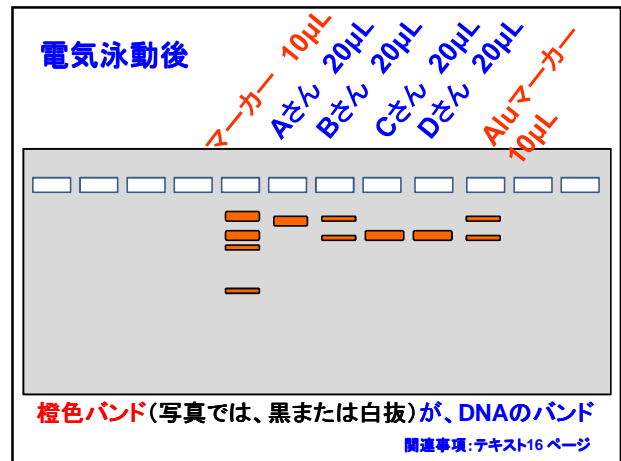 電気泳動後
マーカー 10μL
Aさん 20μL
Bさん 20μL
Cさん 20μL
Dさん 20μL
Aluマーカー
10μL
橙色バンド(写真では、黒または白抜)が、DNAのバンド
関連事項:テキスト16 ページ